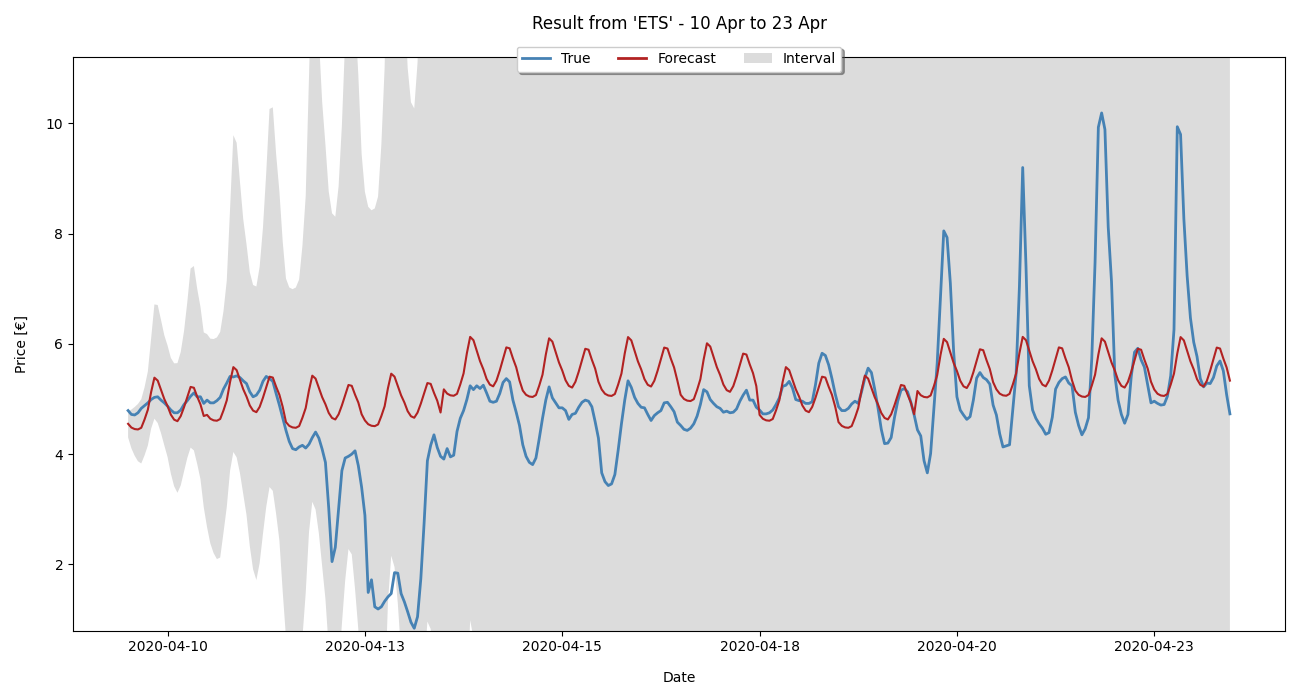 Result from 'ETS' - 10 Apr to 23 Apr
True Forecast Interval
10
8
6
4
2
Price [€]
2020-04-10 2020-04-13 2020-04-15 2020-04-18 2020-04-20 2020-04-23
Date